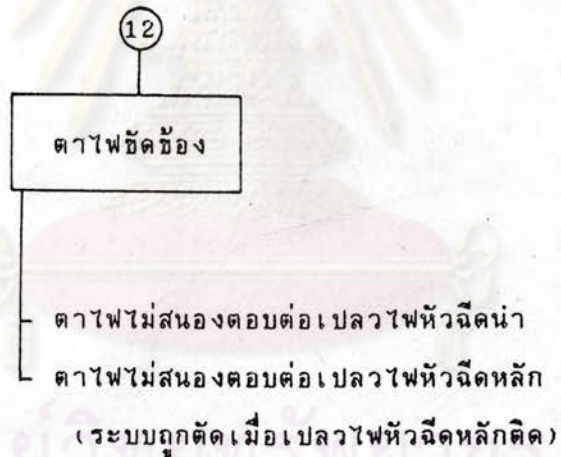 12
ตาไฟขัดข้อง
ตาไฟไม่สนองตอบต่อเปลวไฟหัวฉีดนำ
ตาไฟไม่สนองตอบต่อเปลวไฟหัวฉีดหลัก
(ระบบถูกตัดเมื่อเปลวไฟหัวฉีดหลักติด)